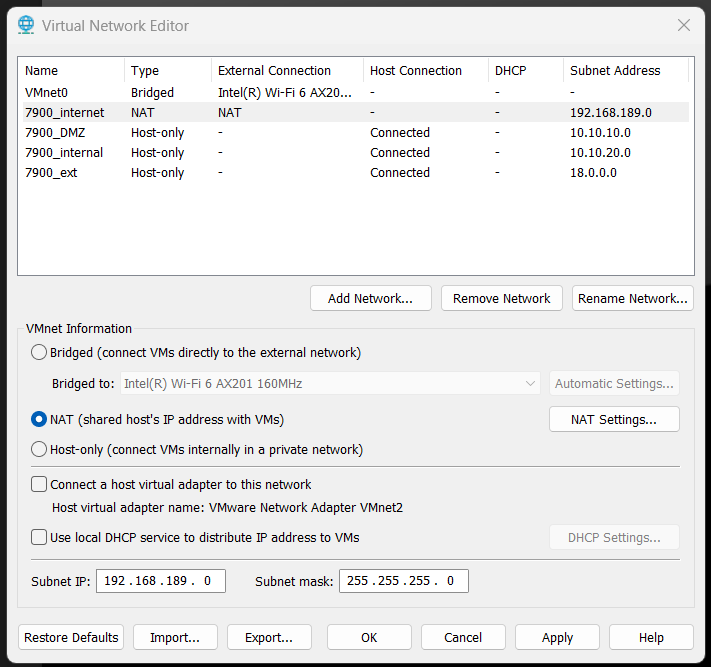 Virtual Network Editor
Name Type External Connection Host Connection DHCP Subnet Address
VMnet0 Bridged Intel(R) Wi-Fi 6 AX20... - - -
7900_internet NAT NAT - - 192.168.189.0
7900_DMZ Host-only - Connected - 10.10.10.0
7900_internal Host-only - Connected - 10.10.20.0
7900_ext Host-only - Connected - 18.0.0.0
Add Network... Remove Network Rename Network...
VMnet Information
Bridged (connect VMs directly to the external network)
Bridged to: Intel(R) Wi-Fi 6 AX201 160MHz Automatic Settings...
NAT (shared host's IP address with VMs) NAT Settings...
Host-only (connect VMs internally in a private network)
Connect a host virtual adapter to this network
Host virtual adapter name: VMware Network Adapter VMnet2
Use local DHCP service to distribute IP address to VMs DHCP Settings...
Subnet IP: 192.168.189. 0 Subnet mask: 255.255.255. 0
Restore Defaults Import... Export... OK Cancel Apply Help